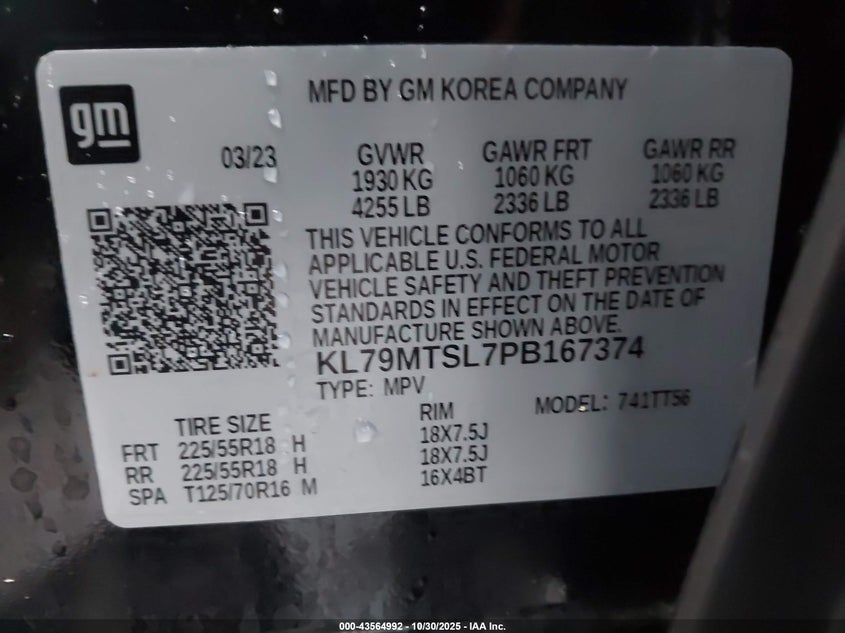 MFD BY GM KOREA COMPANY
gm
03/23
GVWR GAWR FRT GAWR RR
1930 KG 1060 KG 1060 KG
4255 LB 2336 LB 2336 LB
THIS VEHICLE CONFORMS TO ALL
APPLICABLE U.S. FEDERAL MOTOR
VEHICLE SAFETY AND THEFT PREVENTION
STANDARDS IN EFFECT ON THE DATE OF
MANUFACTURE SHOWN ABOVE.
KL79MTSL7PB167374
TYPE: MPV MODEL: 741TT56
TIRE SIZE RIM
FRT 225/55R18 H 18X7.5J
RR 225/55R18 H 18X7.5J
SPA T125/70R16 M 16X4BT
000-43564992 - 10/30/2025 - IAA Inc.